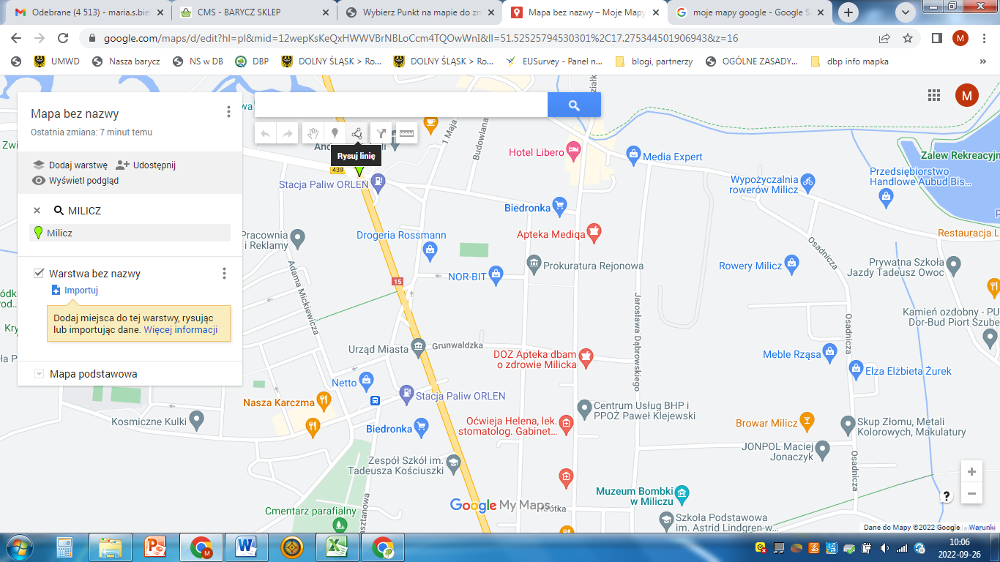 Odebrane (4 513) - maria.s.bie
CMS - BARYCZ SKLEP
Wybierz Punkt na mapie do zn
Mapa bez nazwy – Moje Mapy
moje mapy google - Google S
google.com/maps/d/edit?hl=pl&mid=12wepKsKeQxHWWVBrNBLoCcm4TQOwWnI&ll=51.52525794530301%2C17.275344501906943&z=16
M
UMWD
Nasza barycz
NS w DB
DBP
DOLNY ŚLĄSK > Ro...
DOLNY ŚLĄSK > Ro...
EUSurvey - Panel n...
blogi, partnerzy
OGÓLNE ZASADY...
dbp info mapka
»
Mapa bez nazwy
Ostatnia zmiana: 7 minut temu
Dodaj warstwę
Udostępnij
Wyświetl podgląd
MILICZ
Milicz
Warstwa bez nazwy
Importuj
Dodaj miejsca do tej warstwy, rysując
lub importując dane. Więcej informacji
Mapa podstawowa
Rysuj linię
M
439
Stacja Paliw ORLEN
Budowlana
Hotel Libero
Media Expert
Zalew Rekreacyjn
Przedsiębiorstwo
Handlowe Aubud Bis...
Wypożyczalnia
rowerów Milicz
Biedronka
Restauracja L
Pracownia
i Reklamy
Drogeria Rossmann
Apteka Mediqa
Osadnicza
Prokuratura Rejonowa
Rowery Milicz
Prywatna Szkoła
Jazdy Tadeusz Owoc
NOR-BIT
15
Adama Mickiewicza
Jarosława Dąbrowskiego
Kamień ozdobny - PU
Dor-Bud Piort Szube
Osadnicza
Urząd Miasta
Grunwaldzka
DOZ Apteka dbam
o zdrowie Milicka
Meble Rząsa
Elza Elżbieta Żurek
Netto
Stacja Paliw ORLEN
Nasza Karczma
Centrum Usług BHP i
PPOŻ Paweł Klejewski
Kosmiczne Kulki
Biedronka
Oćwieja Helena, lek.
stomatolog. Gabinet...
Browar Milicz
Skup Złomu, Metali
Kolorowych, Makulatury
JONPOL Maciej
Jonaczyk
Zespół Szkół im.
Tadeusza Kościuszki
Osadnicza
Muzeum Bombki
w Miliczu
Cmentarz parafialny
Google My Maps
Szkoła Podstawowa
im. Astrid Lindgren w...
Dane do Mapy ©2022 Google
Warunki
10:06
2022-09-26